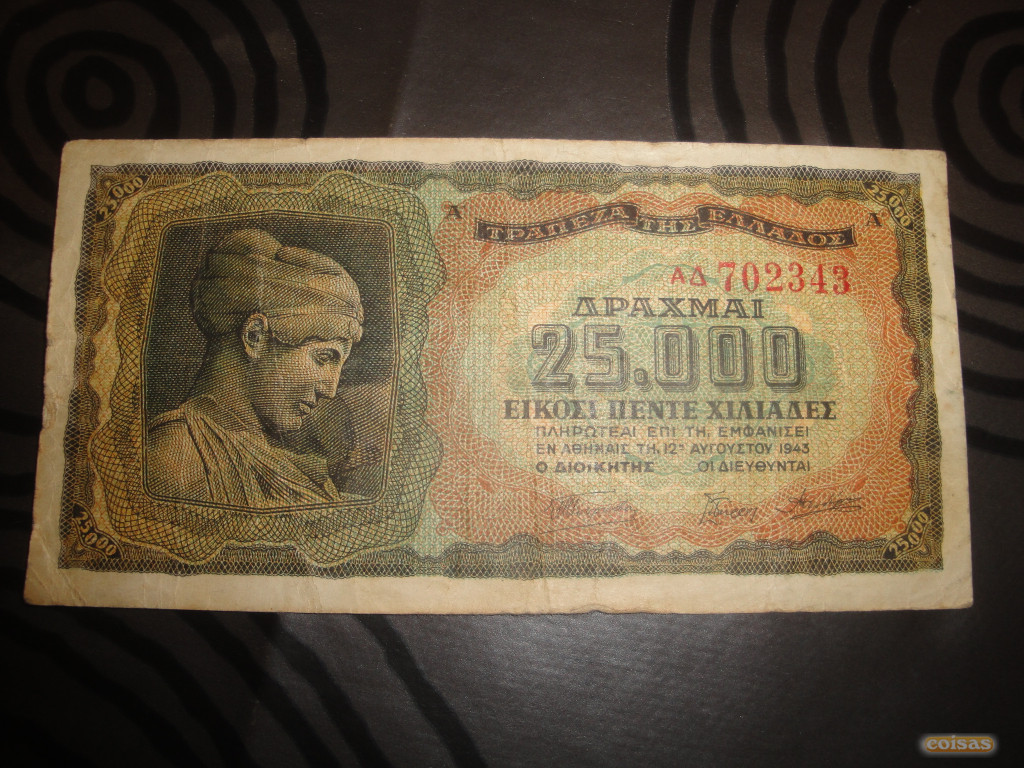 25000
25000
Α
Α
ΤΡΑΠΕΖΑ ΤΗΣ ΕΛΛΑΔΟΣ
ΑΔ 702343
ΔΡΑΧΜΑΙ
25.000
ΕΙΚΟΣΙ ΠΕΝΤΕ ΧΙΛΙΑΔΕΣ
ΠΛΗΡΩΤΕΑΙ ΕΠΙ ΤΗ, ΕΜΦΑΝΙΣΕΙ
ΕΝ ΑΘΗΝΑΙΣ ΤΗ, 12ῃ ΑΥΓΟΥΣΤΟΥ 1943
Ο ΔΙΟΙΚΗΤΗΣ ΟΙ ΔΙΕΥΘΥΝΤΑΙ
25000
25000
coisas